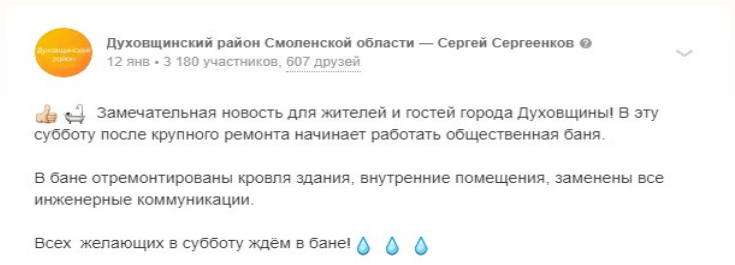 Духовщинский район
Духовщинский район Смоленской области — Сергей Сергеенков ?
12 янв • 3 180 участников, 607 друзей
👍🛁 Замечательная новость для жителей и гостей города Духовщины! В эту
субботу после крупного ремонта начинает работать общественная баня.
В бане отремонтированы кровля здания, внутренние помещения, заменены все
инженерные коммуникации.
Всех желающих в субботу ждём в бане!💧💧💧